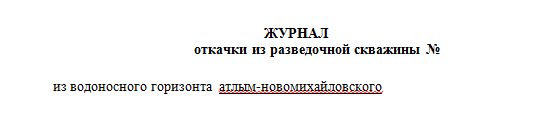 ЖУРНАЛ
откачки из разведочной скважины №
из водоносного горизонта атлым-новомихайловского